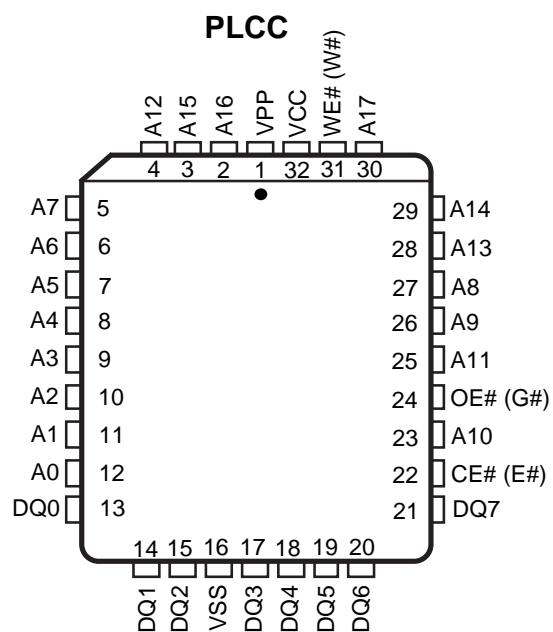 PLCC
A12 A15 A16 VPP VCC WE# (W#) A17
4 3 2 1 32 31 30
A7 5 29 A14
A6 6 28 A13
A5 7 27 A8
A4 8 26 A9
A3 9 25 A11
A2 10 24 OE# (G#)
A1 11 23 A10
A0 12 22 CE# (E#)
DQ0 13 21 DQ7
14 15 16 17 18 19 20
DQ1 DQ2 VSS DQ3 DQ4 DQ5 DQ6